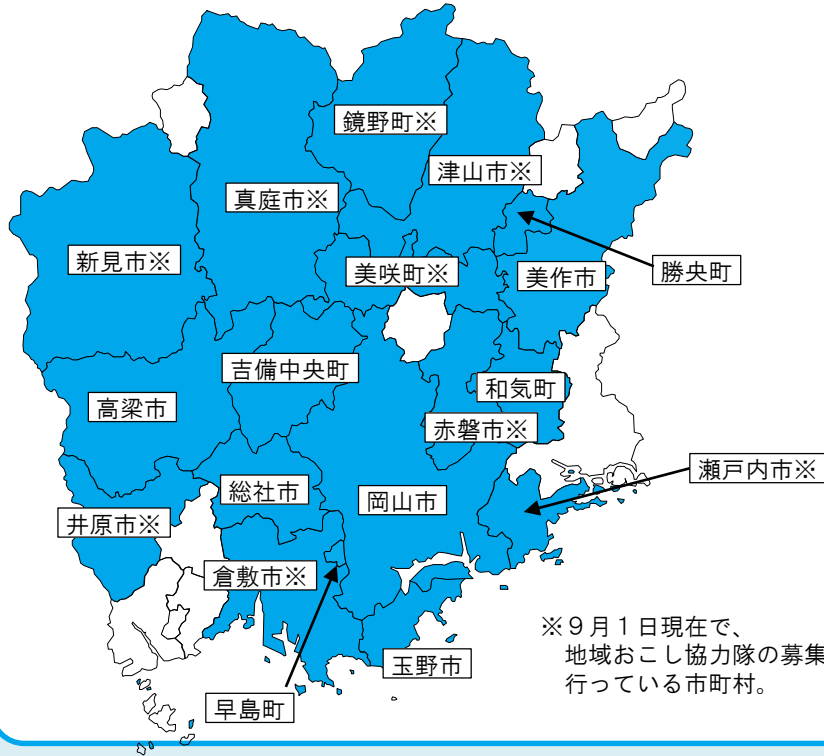 鏡野町※
津山市※
真庭市※
新見市※
美咲町※
美作市
勝央町
吉備中央町
和気町
高梁市
赤磐市※
瀬戸内市※
総社市
岡山市
井原市※
倉敷市※
玉野市
早島町
※９月１日現在で、
地域おこし協力隊の募集
行っている市町村。